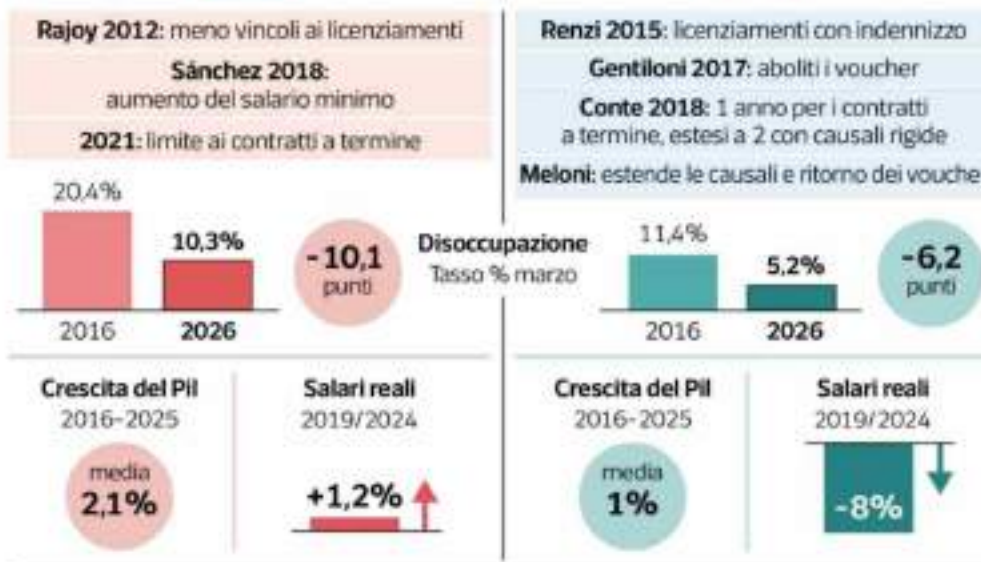 Rajoy 2012: meno vincoli ai licenziamenti
Sánchez 2018:
aumento del salario minimo
2021: limite ai contratti a termine
20,4%
10,3%
-10,1
punti
2016
2026
Renzi 2015: licenziamenti con indennizzo
Gentiloni 2017: aboliti i voucher
Conte 2018: 1 anno per i contratti
a termine, estesi a 2 con causali rigide
Meloni: estende le causali e ritorno dei vouche
Disoccupazione
Tasso % marzo
11,4%
5,2%
-6,2
punti
2016
2026
Crescita del Pil
2016-2025
media
2,1%
Salari reali
2019/2024
+1,2%
Crescita del Pil
2016-2025
media
1%
Salari reali
2019/2024
-8%